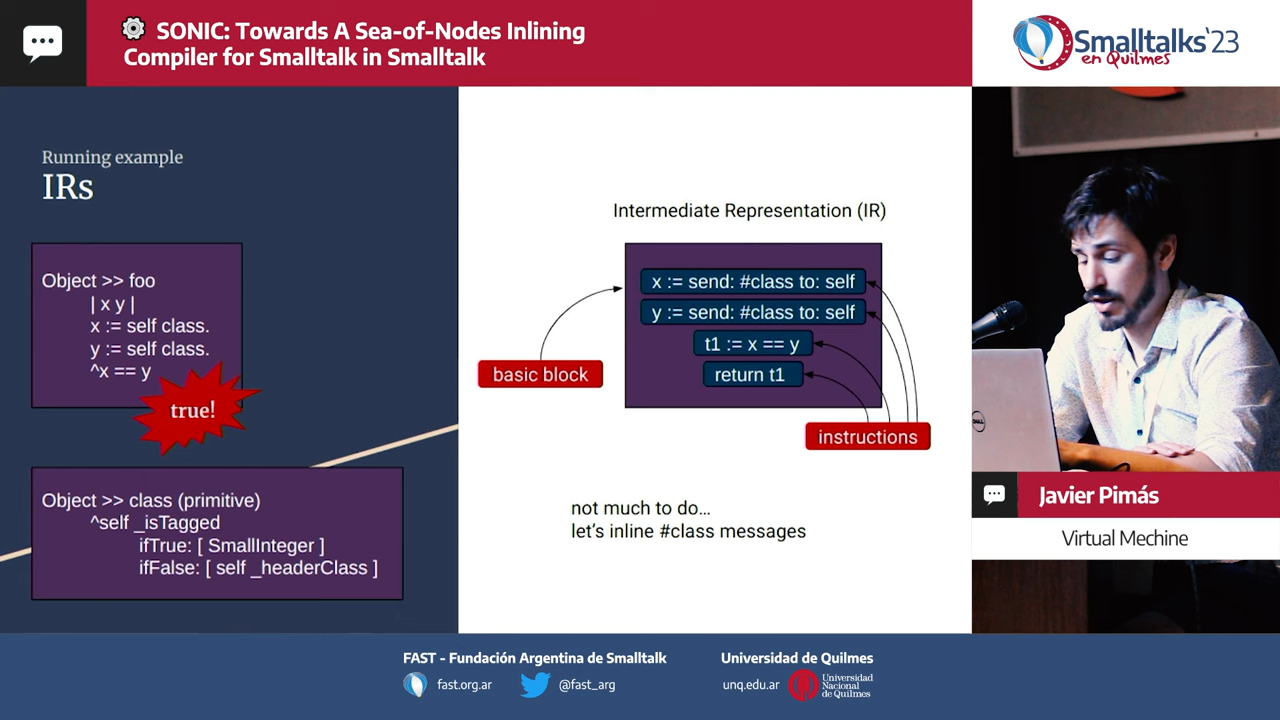 SONIC: Towards A Sea-of-Nodes Inlining
Compiler for Smalltalk in Smalltalk
Smalltalks'23
en Quilmes
Running example
IRs
Object >> foo
| x y |
x := self class.
y := self class.
^x == y
true!
Object >> class (primitive)
^self _isTagged
ifTrue: [ SmallInteger ]
ifFalse: [ self _headerClass ]
Intermediate Representation (IR)
x := send: #class to: self
y := send: #class to: self
t1 := x == y
return t1
basic block
instructions
not much to do…
let's inline #class messages
DELL
Javier Pimás
Virtual Mechine
FAST - Fundación Argentina de Smalltalk
fast.org.ar
@fast_arg
Universidad de Quilmes
unq.edu.ar
Universidad
Nacional
de Quilmes